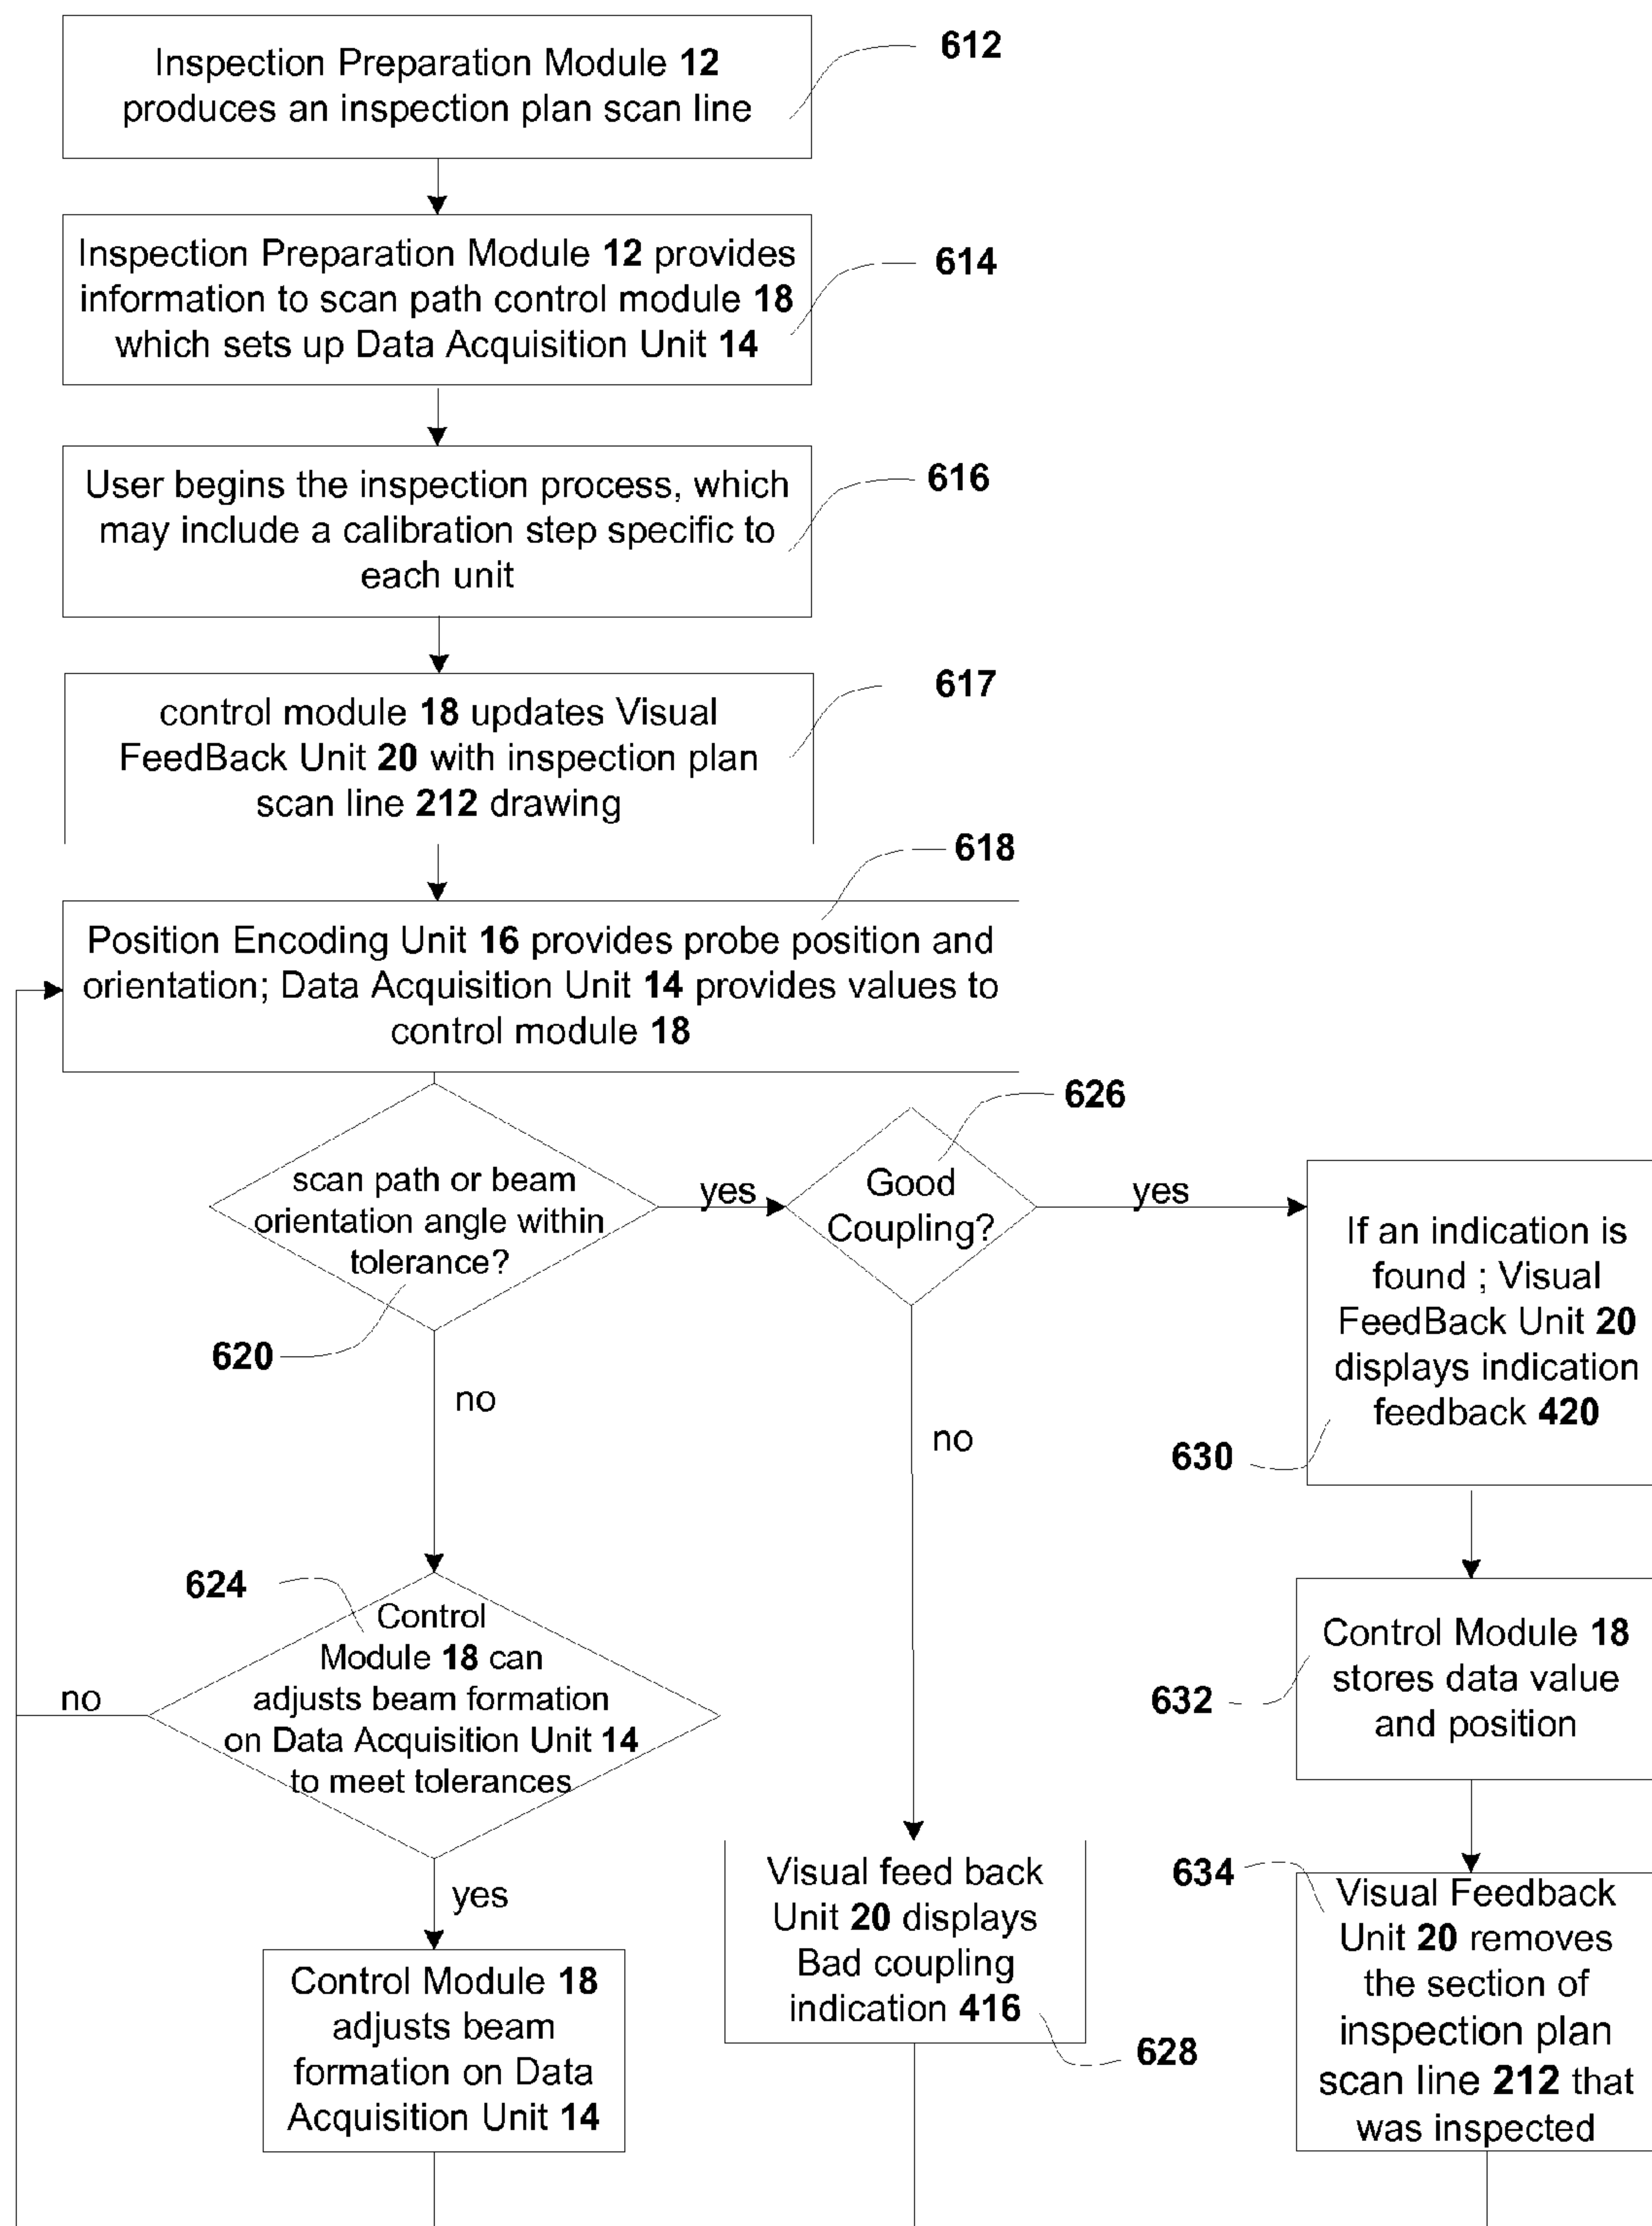 Inspection Preparation Module 12
produces an inspection plan scan line
612
Inspection Preparation Module 12 provides
information to scan path control module 18
which sets up Data Acquisition Unit 14
614
User begins the inspection process, which
may include a calibration step specific to
each unit
616
control module 18 updates Visual
FeedBack Unit 20 with inspection plan
scan line 212 drawing
617
618
Position Encoding Unit 16 provides probe position and
orientation; Data Acquisition Unit 14 provides values to
control module 18
scan path or beam
orientation angle within
tolerance?
620
yes
no
626
Good
Coupling?
yes
no
If an indication is
found ; Visual
FeedBack Unit 20
displays indication
feedback 420
630
624
Control
Module 18 can
adjusts beam formation
on Data Acquisition Unit 14
to meet tolerances
no
yes
Control Module 18
stores data value
and position
632
Visual feed back
Unit 20 displays
Bad coupling
indication 416
628
634
Visual Feedback
Unit 20 removes
the section of
inspection plan
scan line 212 that
was inspected
Control Module 18
adjusts beam
formation on Data
Acquisition Unit 14